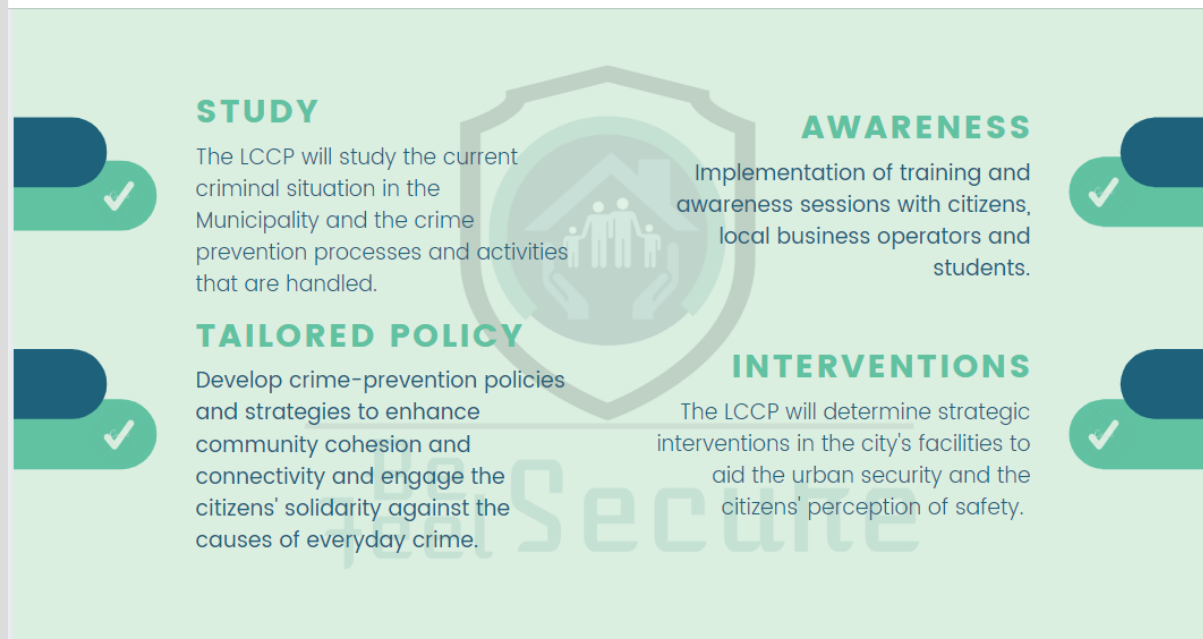 STUDY
The LCCP will study the current
criminal situation in the
Municipality and the crime
prevention processes and activities
that are handled.
TAILORED POLICY
Develop crime-prevention policies
and strategies to enhance
community cohesion and
connectivity and engage the
citizens' solidarity against the
causes of everyday crime.
AWARENESS
Implementation of training and
awareness sessions with citizens,
local business operators and
students.
INTERVENTIONS
The LCCP will determine strategic
interventions in the city's facilities to
aid the urban security and the
citizens' perception of safety.
Be
feel Secure